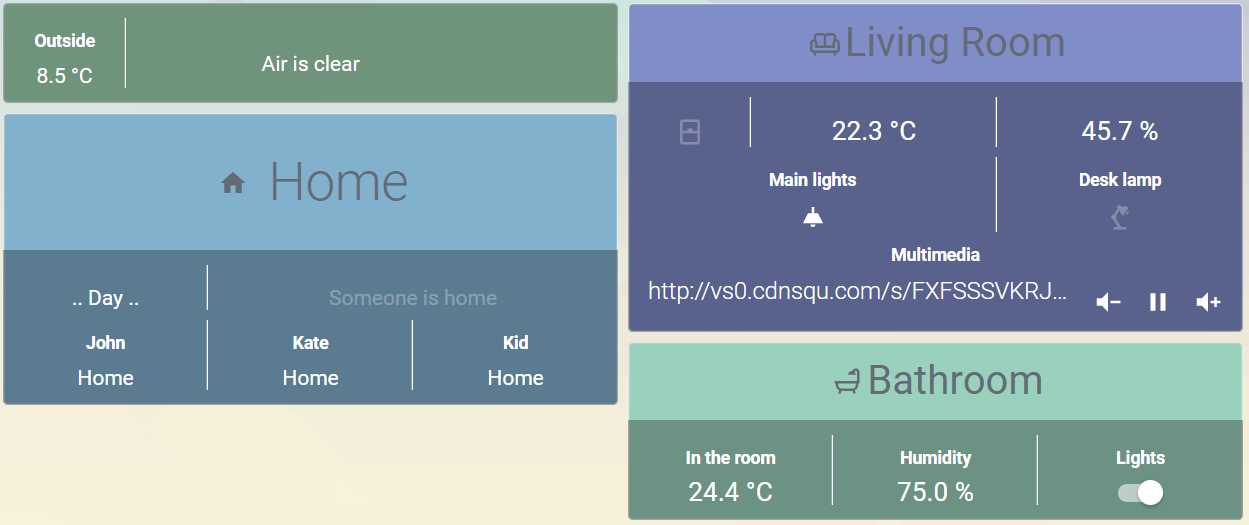 Outside
8.5 °C
Air is clear
Home
.. Day ..
Someone is home
John
Kate
Kid
Home
Home
Home
Living Room
22.3 °C
45.7 %
Main lights
Desk lamp
Multimedia
http://vs0.cdnsqu.com/s/FXFSSSVKRJ...
Bathroom
In the room
Humidity
Lights
24.4 °C
75.0 %